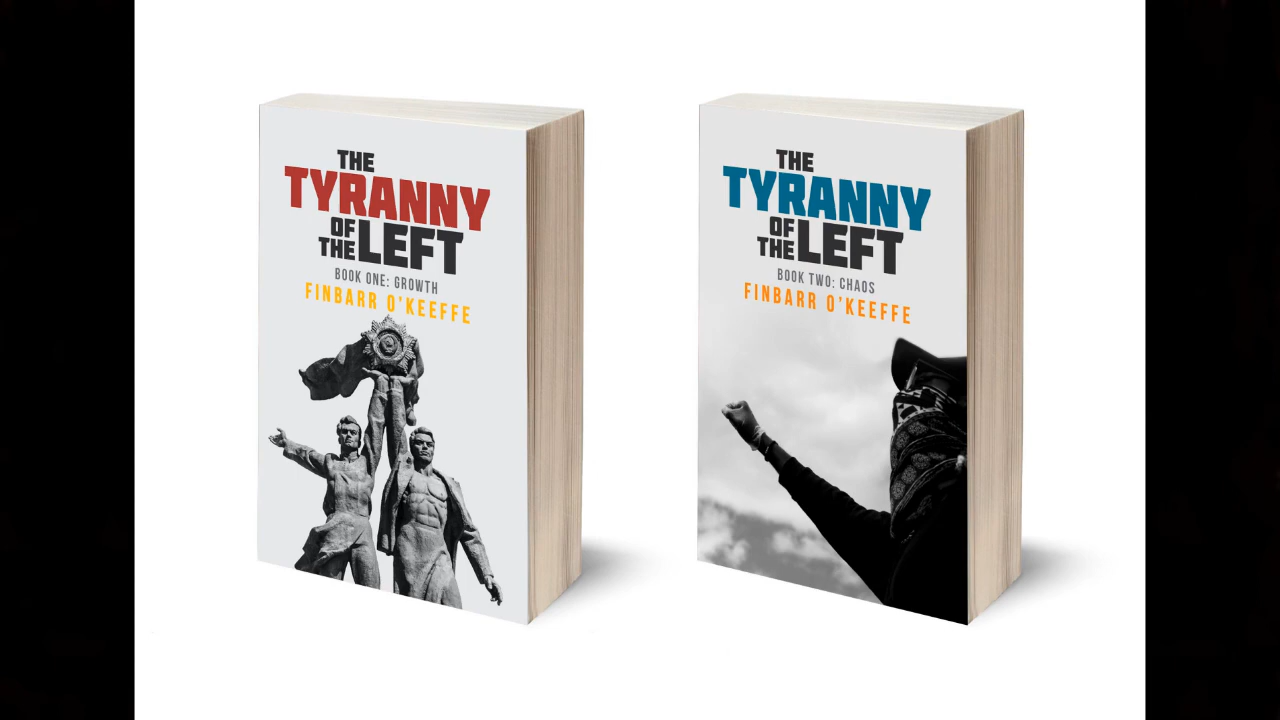 THE
TYRANNY
OF
THE LEFT
BOOK ONE: GROWTH
FINBARR O'KEEFFE
THE
TYRANNY
OF
THE LEFT
BOOK TWO: CHAOS
FINBARR O'KEEFFE